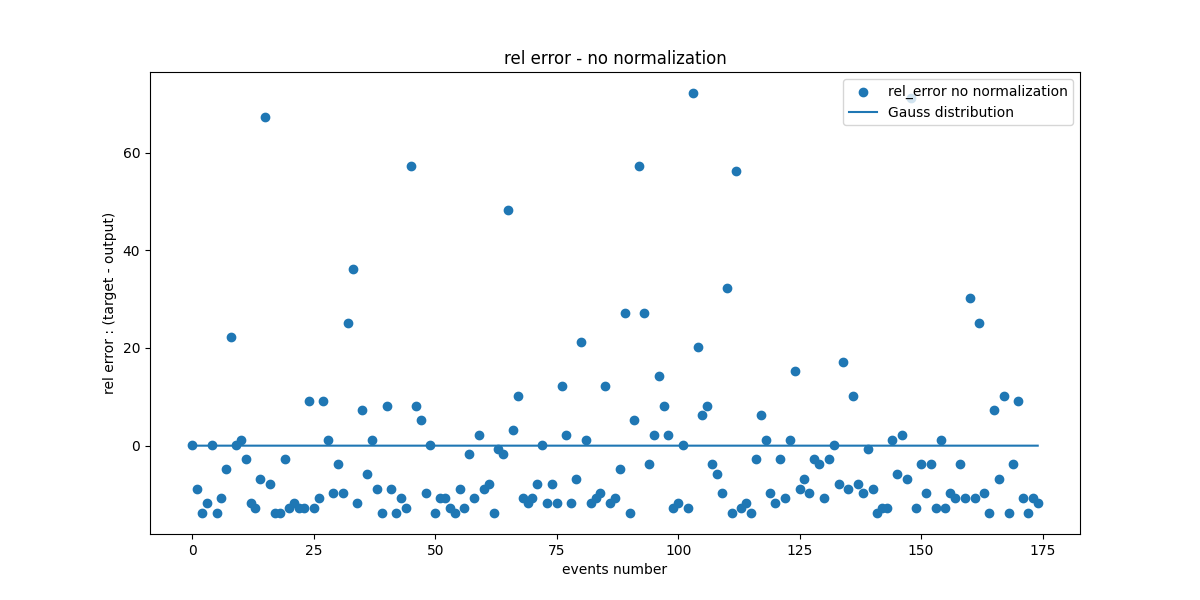 rel error - no normalization
rel_error no normalization
Gauss distribution
rel error : (target - output)
60
40
20
0
0 25 50 75 100 125 150 175
events number